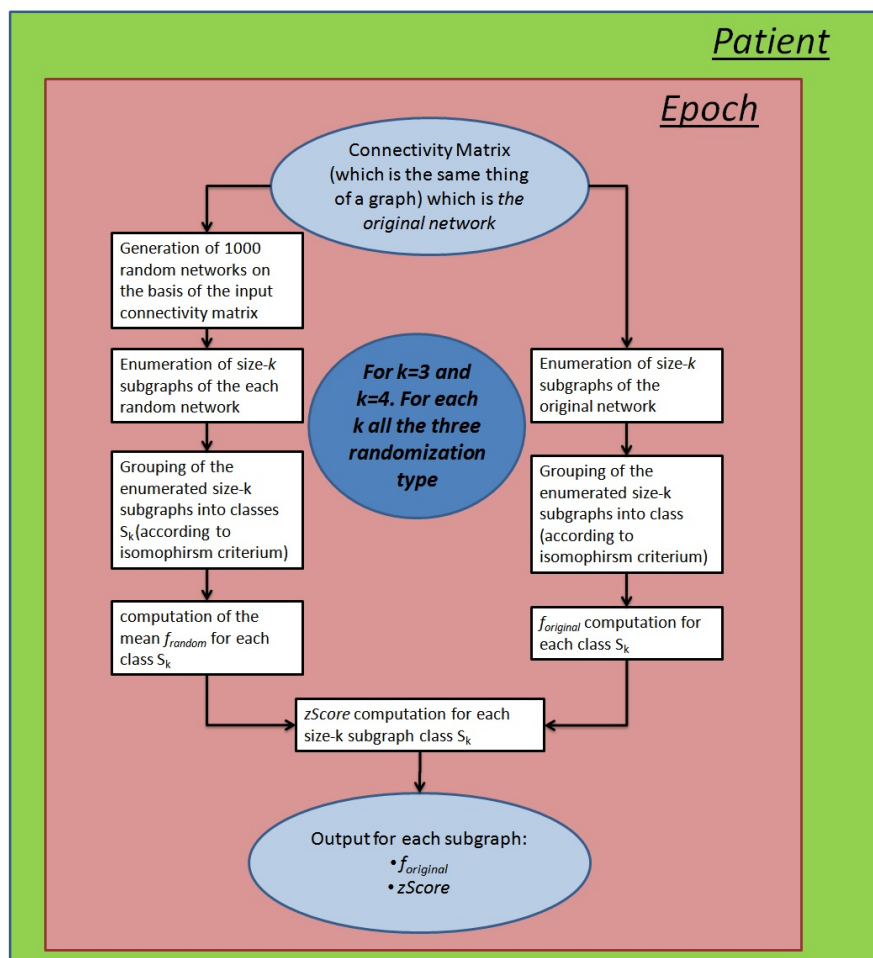 Patient
Epoch
Connectivity Matrix
(which is the same thing
of a graph) which is the
original network
Generation of 1000
random networks on
the basis of the input
connectivity matrix
Enumeration of size-k
subgraphs of the each
random network
Grouping of the
enumerated size-k
subgraphs into classes
Sk(according to
isomophirsm criterium)
computation of the
mean frandom for each
class Sk
For k=3 and
k=4. For each
k all the three
randomization
type
Enumeration of size-k
subgraphs of the
original network
Grouping of the
enumerated size-k
subgraphs into class
(according to
isomophirsm criterium)
foriginal computation for
each class Sk
zScore computation for each
size-k subgraph class Sk
Output for each subgraph:
•foriginal
•zScore